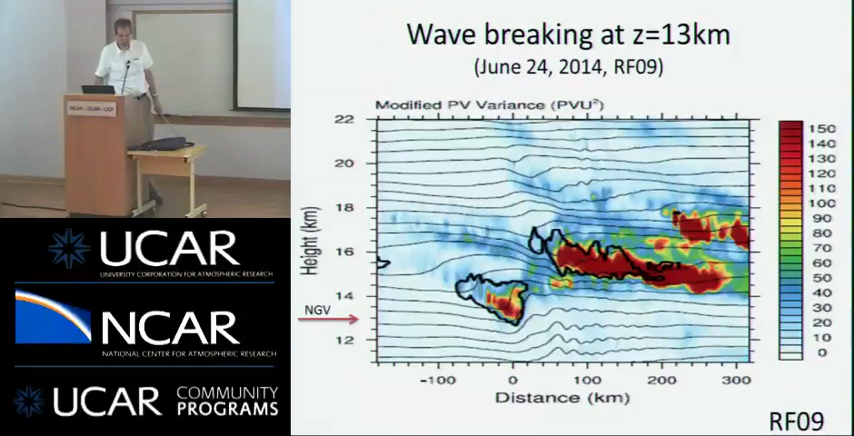 NCAR - UCAR - UCP
UCAR
UNIVERSITY CORPORATION FOR ATMOSPHERIC RESEARCH
NCAR
NATIONAL CENTER FOR ATMOSPHERIC RESEARCH
UCAR COMMUNITY PROGRAMS
Wave breaking at z=13km
(June 24, 2014, RF09)
Modified PV Variance (PVU²)
Height (km)
22
20
18
16
14
12
NGV
-100 0 100 200 300
Distance (km)
150
140
130
120
110
100
90
80
70
60
50
40
30
20
10
0
RF09